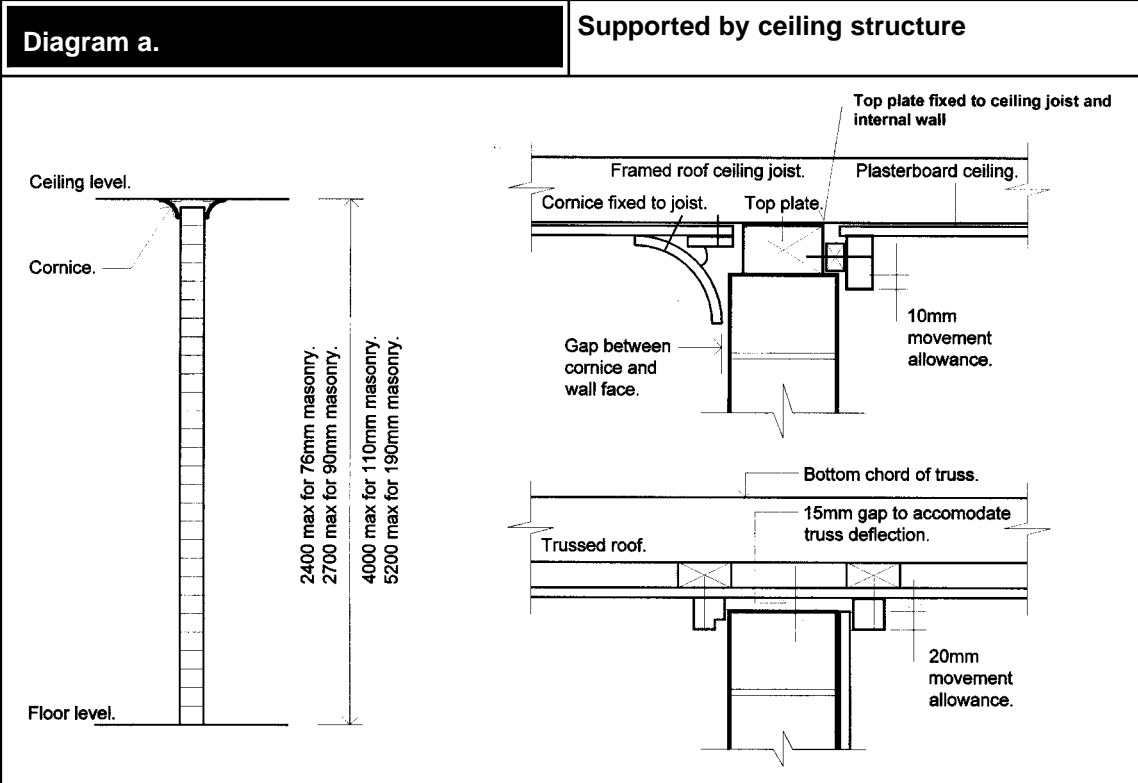 Diagram a.
Supported by ceiling structure
Ceiling level.
Cornice.
2400 max for 76mm masonry.
2700 max for 90mm masonry.
4000 max for 110mm masonry.
5200 max for 190mm masonry.
Floor level.
Top plate fixed to ceiling joist and
internal wall
Framed roof ceiling joist.
Plasterboard ceiling.
Cornice fixed to joist.
Top plate.
Gap between
cornice and
wall face.
10mm
movement
allowance.
Bottom chord of truss.
15mm gap to accomodate
truss deflection.
Trussed roof.
20mm
movement
allowance.